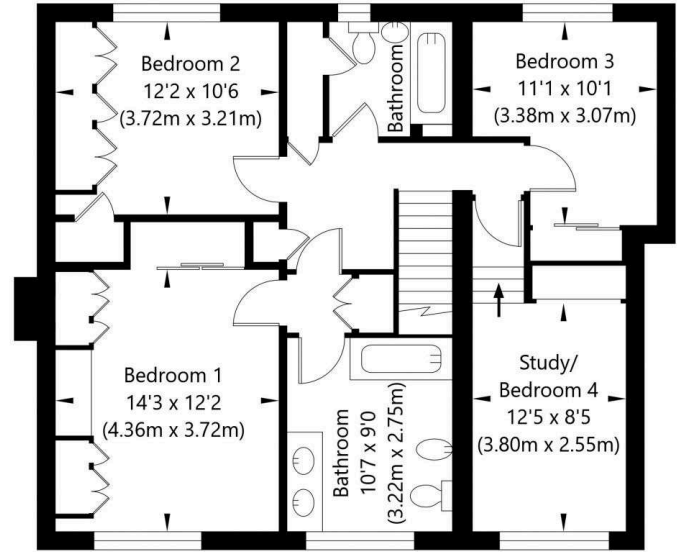 Bedroom 2
12'2 x 10'6
(3.72m x 3.21m)
Bathroom
Bedroom 3
11'1 x 10'1
(3.38m x 3.07m)
Bedroom 1
14'3 x 12'2
(4.36m x 3.72m)
Bathroom
10'7 x 9'0
(3.22m x 2.75m)
Study/
Bedroom 4
12'5 x 8'5
(3.80m x 2.55m)